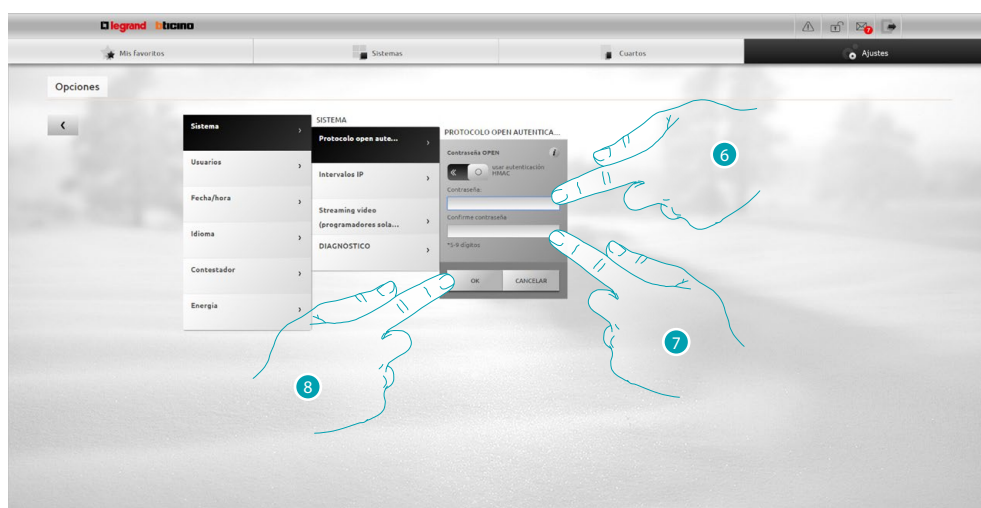 legrand bticino
7
Mis favoritos
Sistemas
Cuartos
Ajustes
Opciones
Sistema
Usuarios
Fecha/hora
Idioma
Contestador
Energia
SISTEMA
Protocolo open aute...
Intervalos IP
Streaming video
(programadores sola...
DIAGNOSTICO
PROTOCOLO OPEN AUTENTICA...
Contraseña OPEN
i
usar autenticación
HMAC
Contraseña
Confirme contraseña
*5-9 dígitos
OK
CANCELAR
6
7
8